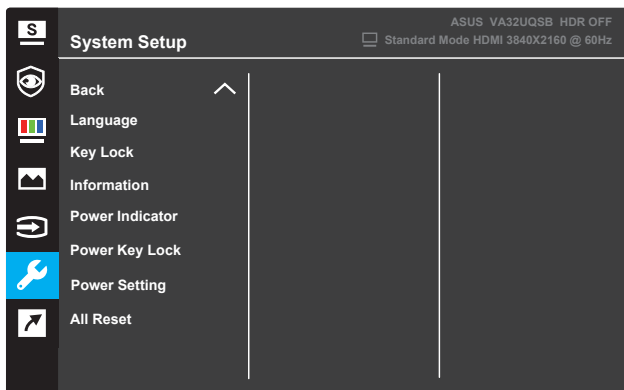 S
ASUS VA32UQSB HDR OFF
System Setup
Standard Mode HDMI 3840X2160 @ 60Hz
Back
Language
Key Lock
Information
Power Indicator
Power Key Lock
Power Setting
All Reset